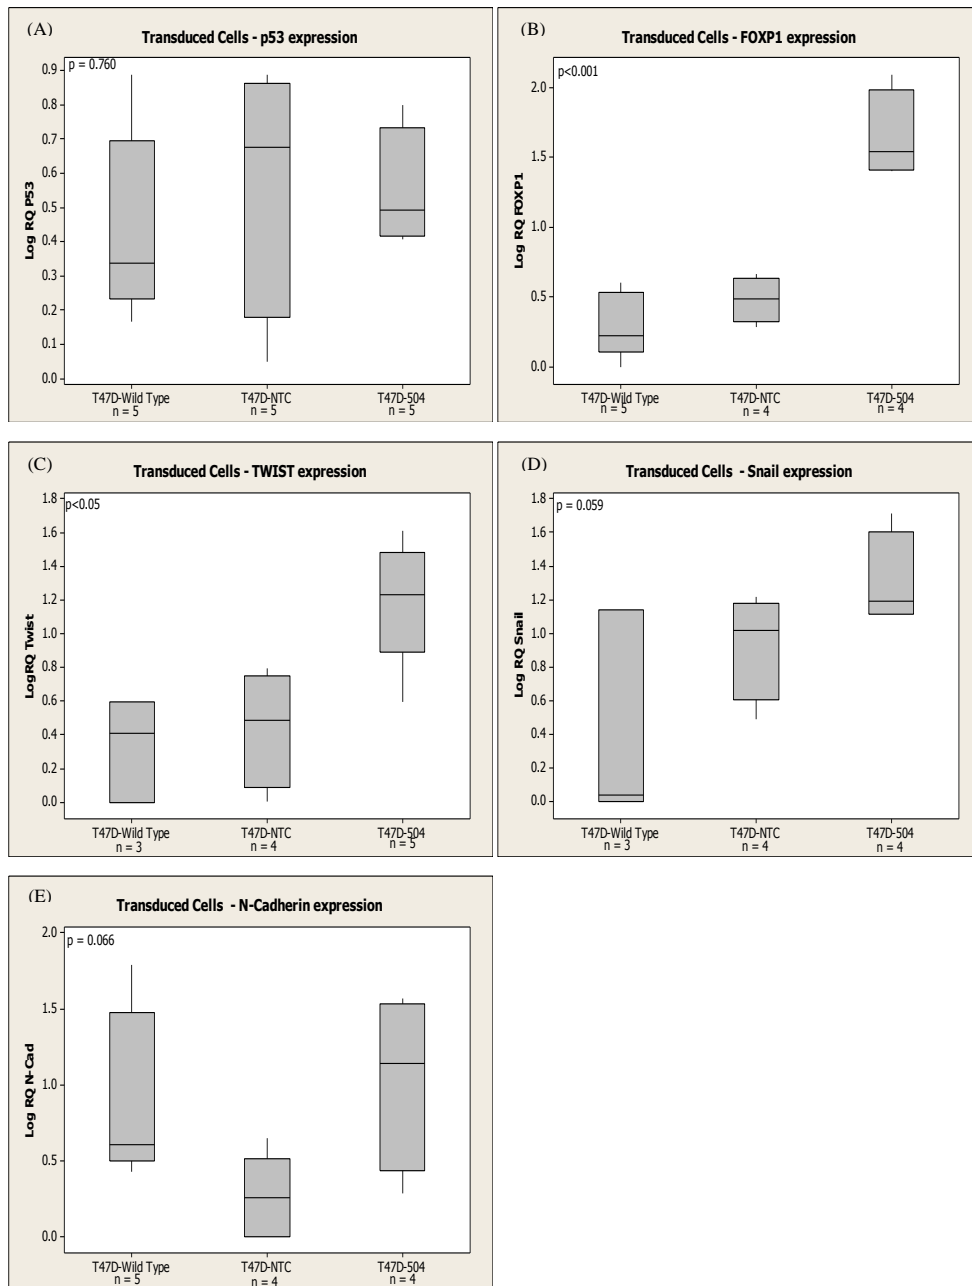 (A)
Transduced Cells - p53 expression
p = 0.760
0.9
0.8
0.7
0.6
0.5
0.4
0.3
0.2
0.1
0.0
Log RQ P53
T47D-Wild Type
n = 5
T47D-NTC
n = 5
T47D-504
n = 5
(B)
Transduced Cells - FOXP1 expression
p<0.001
2.0
1.5
1.0
0.5
0.0
Log RQ FOXP1
T47D-Wild Type
n = 5
T47D-NTC
n = 4
T47D-504
n = 4
(C)
Transduced Cells - TWIST expression
p<0.05
1.8
1.6
1.4
1.2
1.0
0.8
0.6
0.4
0.2
0.0
LogRQ Twist
T47D-Wild Type
n = 3
T47D-NTC
n = 4
T47D-504
n = 5
(D)
Transduced Cells - Snail expression
p = 0.059
1.8
1.6
1.4
1.2
1.0
0.8
0.6
0.4
0.2
0.0
Log RQ Snail
T47D-Wild Type
n = 3
T47D-NTC
n = 4
T47D-504
n = 4
(E)
Transduced Cells - N-Cadherin expression
p = 0.066
2.0
1.5
1.0
0.5
0.0
Log RQ N-Cad
T47D-Wild Type
n = 5
T47D-NTC
n = 4
T47D-504
n = 4